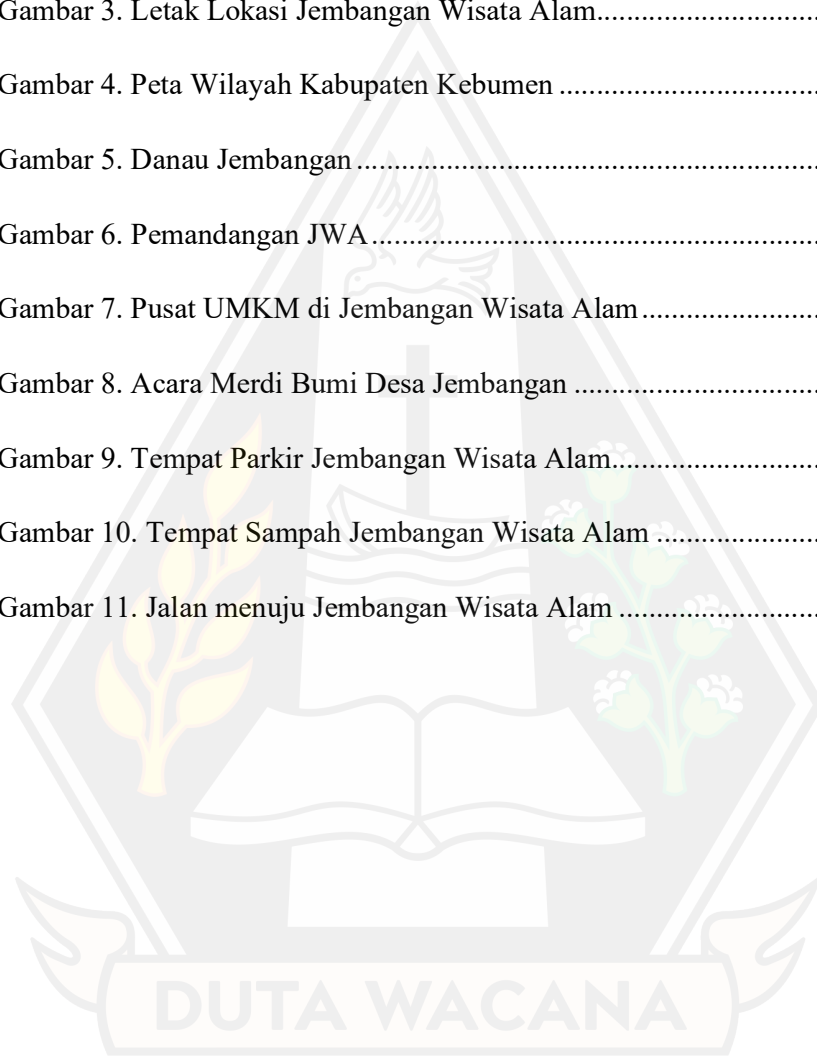 Gambar 3. Letak Lokasi Jembangan Wisata Alam..........................
Gambar 4. Peta Wilayah Kabupaten Kebumen ...............................
Gambar 5. Danau Jembangan .........................................................
Gambar 6. Pemandangan JWA.......................................................
Gambar 7. Pusat UMKM di Jembangan Wisata Alam....................
Gambar 8. Acara Merdi Bumi Desa Jembangan .............................
Gambar 9. Tempat Parkir Jembangan Wisata Alam........................
Gambar 10. Tempat Sampah Jembangan Wisata Alam ..................
Gambar 11. Jalan menuju Jembangan Wisata Alam .......................
DUTA WACANA